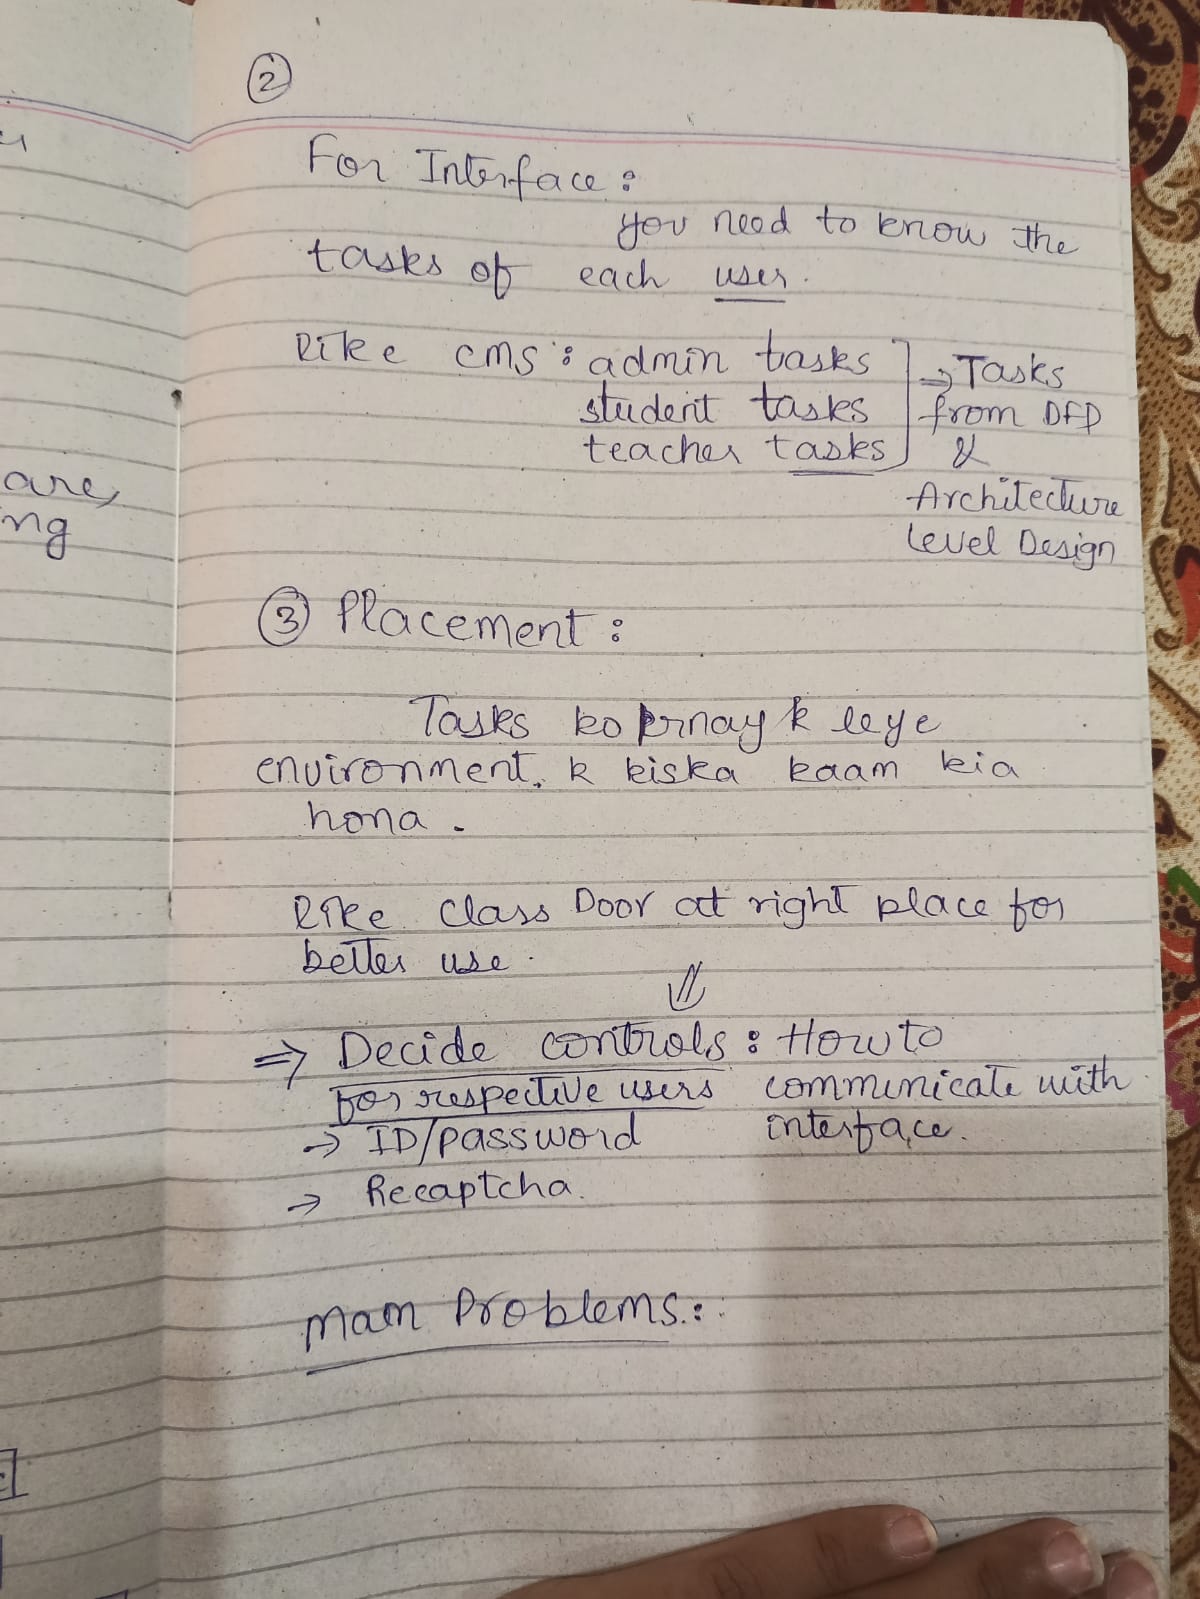 ②
For Interface:
you need to know the
tasks of each user.
Like CMS: admin tasks
student tasks
teacher tasks
→ Tasks
from DFD
&
Architecture
Level Design
③ Placement:
Tasks ko krnay k leye
environment. k kiska kaam kia
hona.
Like Class Door at right place for
better use.
⇓
⇒ Decide controls: How to
for respective users communicate with
→ ID/password interface.
→ Recaptcha.
Main Problems:
are,
ng